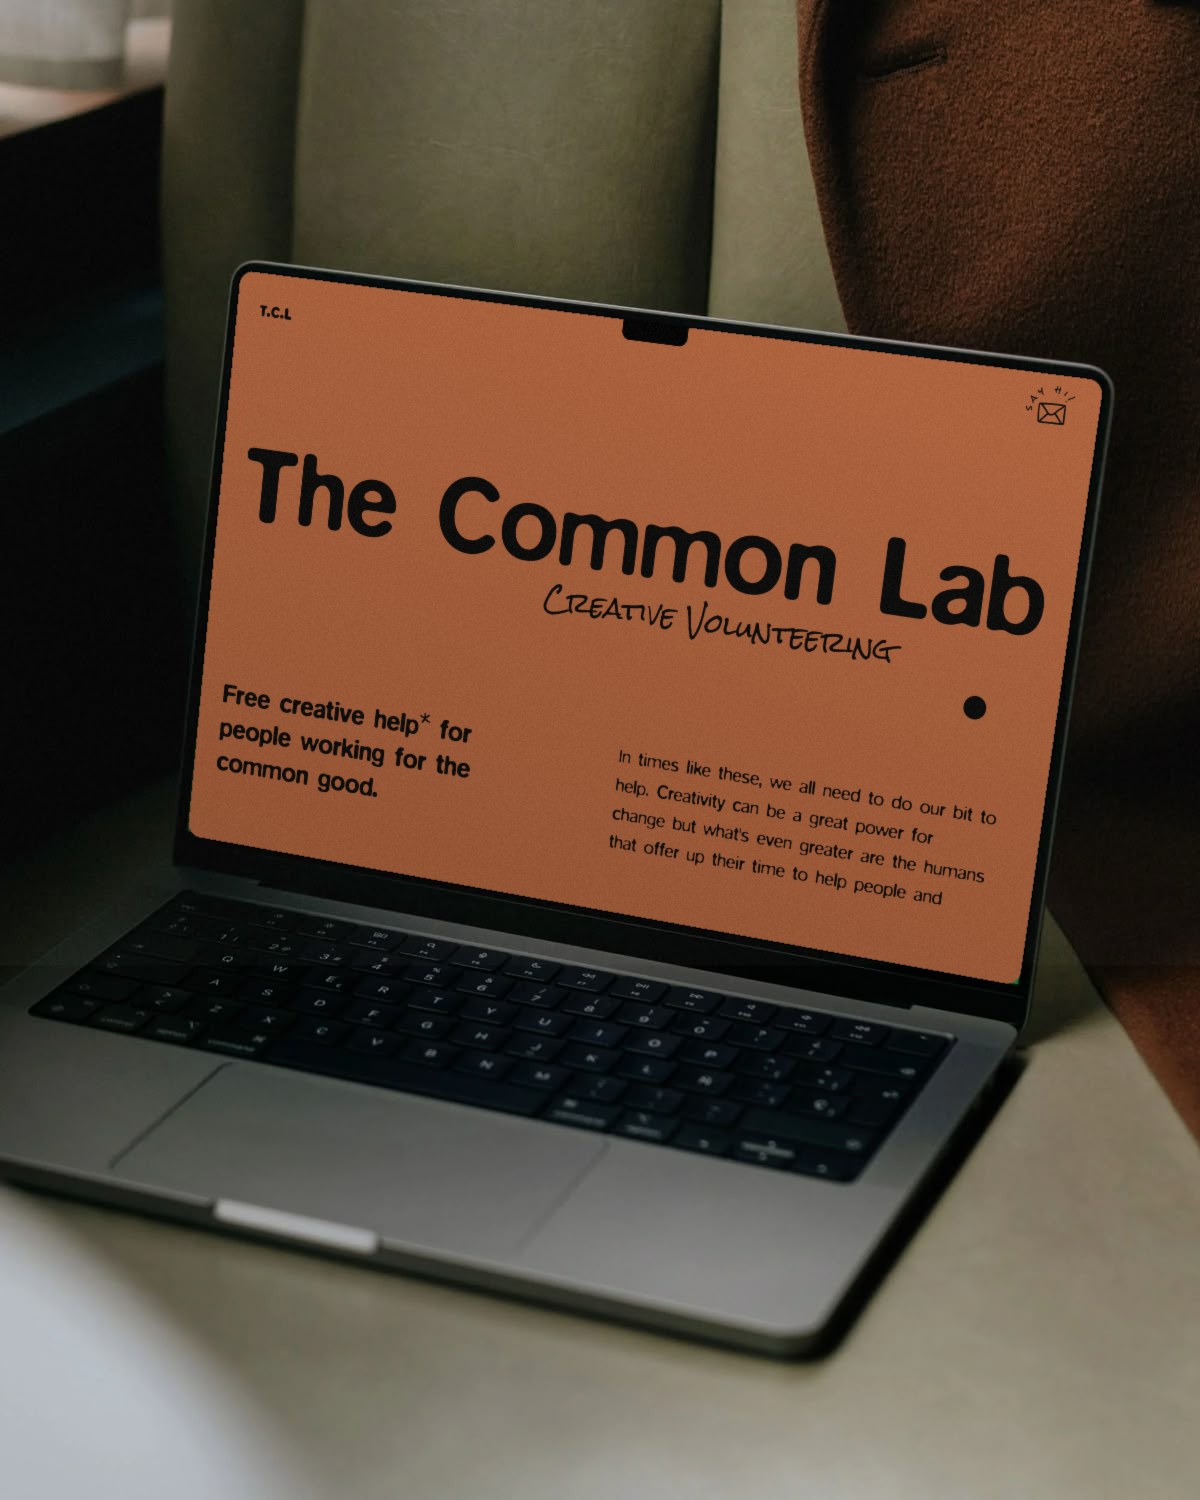 T.C.L
SAY HI!
The Common Lab
CREATIVE VOLUNTEERING
Free creative help* for
people working for the
common good.
In times like these, we all need to do our bit to
help. Creativity can be a great power for
change but what's even greater are the humans
that offer up their time to help people and
Q W E R T Y U I O P
A S D F G H J K L Ñ
Z X C V B N M